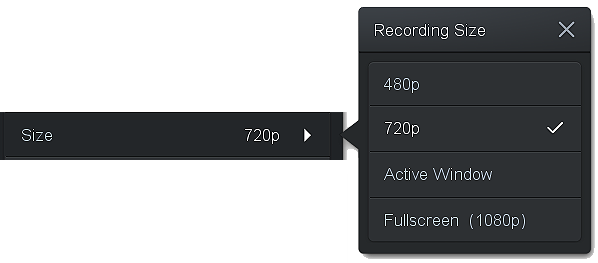 Recording Size
480p
Size 720p
720p
Active Window
Fullscreen (1080p)